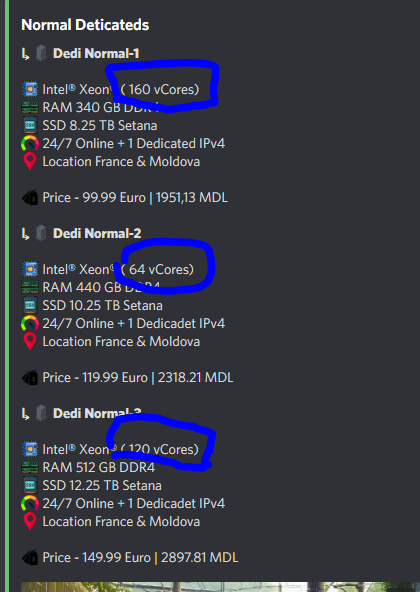 Normal Deticateds
Dedi Normal-1
Intel® Xeon® ( 160 vCores)
RAM 340 GB DDR4
SSD 8.25 TB Setana
24/7 Online + 1 Dedicated IPv4
Location France & Moldova
Price - 99.99 Euro | 1951,13 MDL
Dedi Normal-2
Intel® Xeon® ( 64 vCores)
RAM 440 GB DDR4
SSD 10.25 TB Setana
24/7 Online + 1 Dedicadet IPv4
Location France & Moldova
Price - 119.99 Euro | 2318.21 MDL
Dedi Normal-3
Intel® Xeon® ( 120 vCores)
RAM 512 GB DDR4
SSD 12.25 TB Setana
24/7 Online + 1 Dedicadet IPv4
Location France & Moldova
Price - 149.99 Euro | 2897.81 MDL